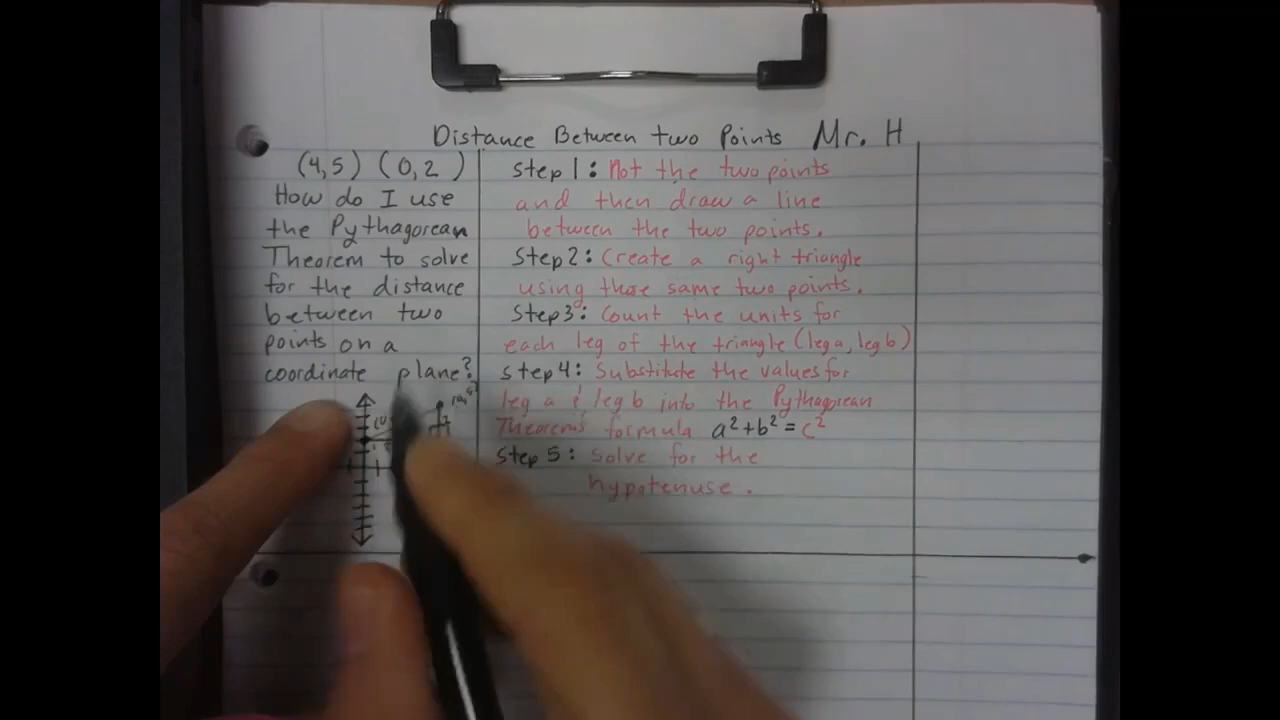 Distance Between two Points Mr. H
(4,5) (0,2)
How do I use
the Pythagorean
Theorem to solve
for the distance
between two
points on a
coordinate plane?
Step 1: Plot the two points
and then draw a line
between the two points.
Step 2: Create a right triangle
using those same two points.
Step 3: Count the units for
each leg of the triangle (leg a, leg b)
Step 4: Substitute the values for
leg a & leg b into the Pythagorean
Theorem's formula a²+b²=c²
Step 5: Solve for the
hypotenuse.